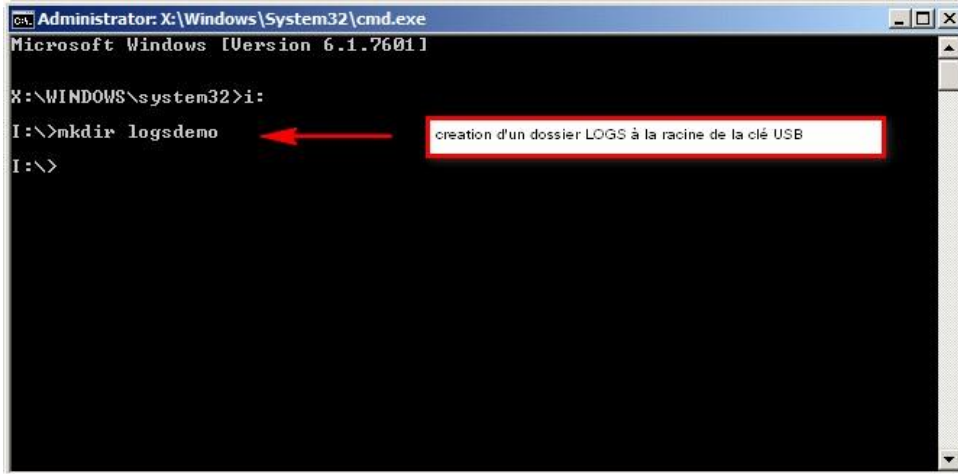 Administrator: X:\Windows\System32\cmd.exe
Microsoft Windows [Version 6.1.7601]
X:\WINDOWS\system32>i:
I:\>mkdir logsdemo
creation d'un dossier LOGS à la racine de la clé USB
I:\>